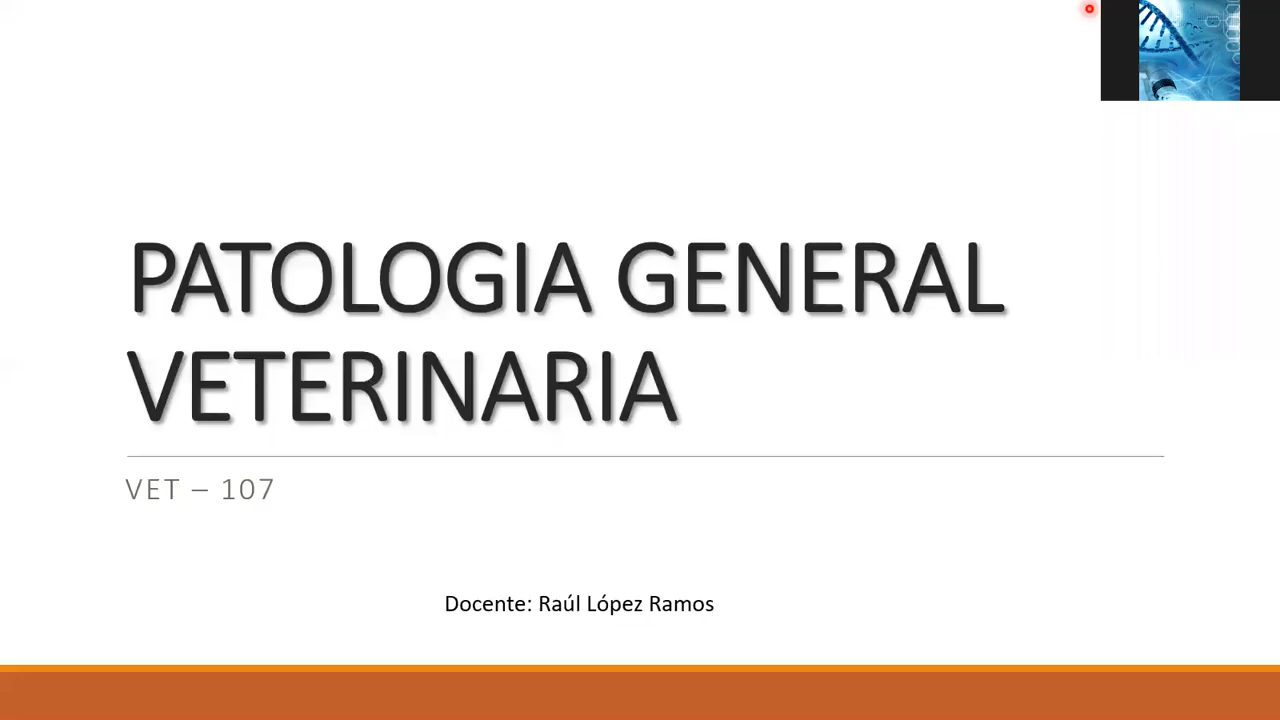 PATOLOGIA GENERAL
VETERINARIA
VET – 107
Docente: Raúl López Ramos